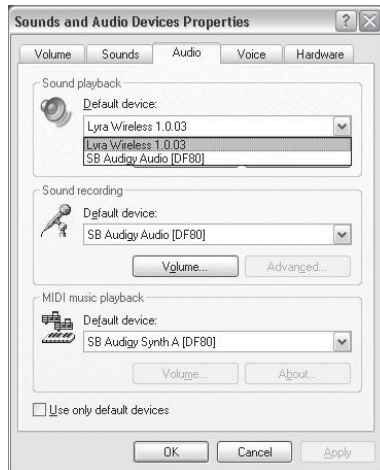 Sounds and Audio Devices Properties
Volume Sounds Audio Voice Hardware
Sound playback
Default device:
Lyra Wireless 1.0.03
Lyra Wireless 1.0.03
SB Audigy Audio [DF80]
Sound recording
Default device:
SB Audigy Audio [DF80]
Volume... Advanced...
MIDI music playback
Default device:
SB Audigy Synth A [DF80]
Volume... About...
Use only default devices
OK Cancel Apply